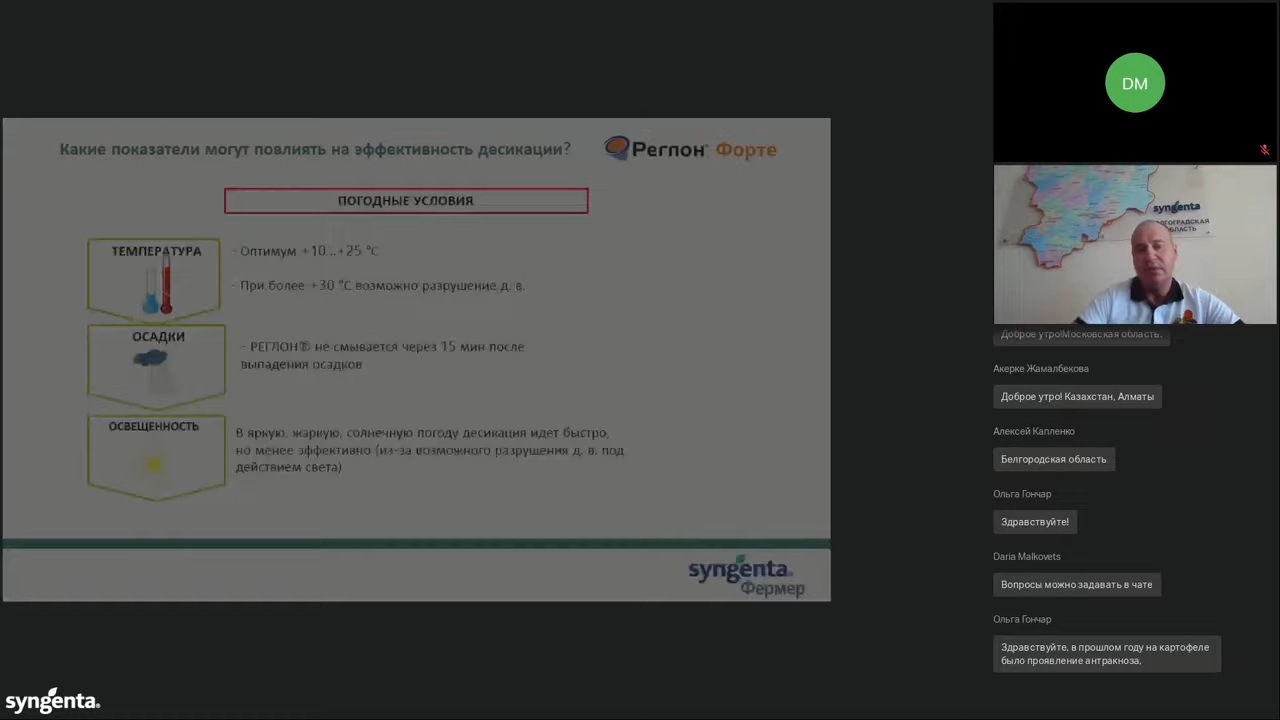 Какие показатели могут повлиять на эффективность десикации?
Реглон® Форте
ПОГОДНЫЕ УСЛОВИЯ
ТЕМПЕРАТУРА
- Оптимум +10…+25 °C
- При более +30 °C возможно разрушение д. в.
ОСАДКИ
- РЕГЛОН® не смывается через 15 мин после
выпадения осадков
ОСВЕЩЕННОСТЬ
В яркую, жаркую, солнечную погоду десикация идет быстро,
но менее эффективно (из-за возможного разрушения д. в. под
действием света)
syngenta®
Фермер
syngenta®
DM
syngenta
ВОЛГОГРАДСКАЯ
ОБЛАСТЬ
Доброе утро!Московская область.
Акерке Жамалбекова
Доброе утро! Казахстан, Алматы
Алексей Капленко
Белгородская область
Ольга Гончар
Здравствуйте!
Daria Malkovets
Вопросы можно задавать в чате
Ольга Гончар
Здравствуйте, в прошлом году на картофеле
было проявление антракноза.